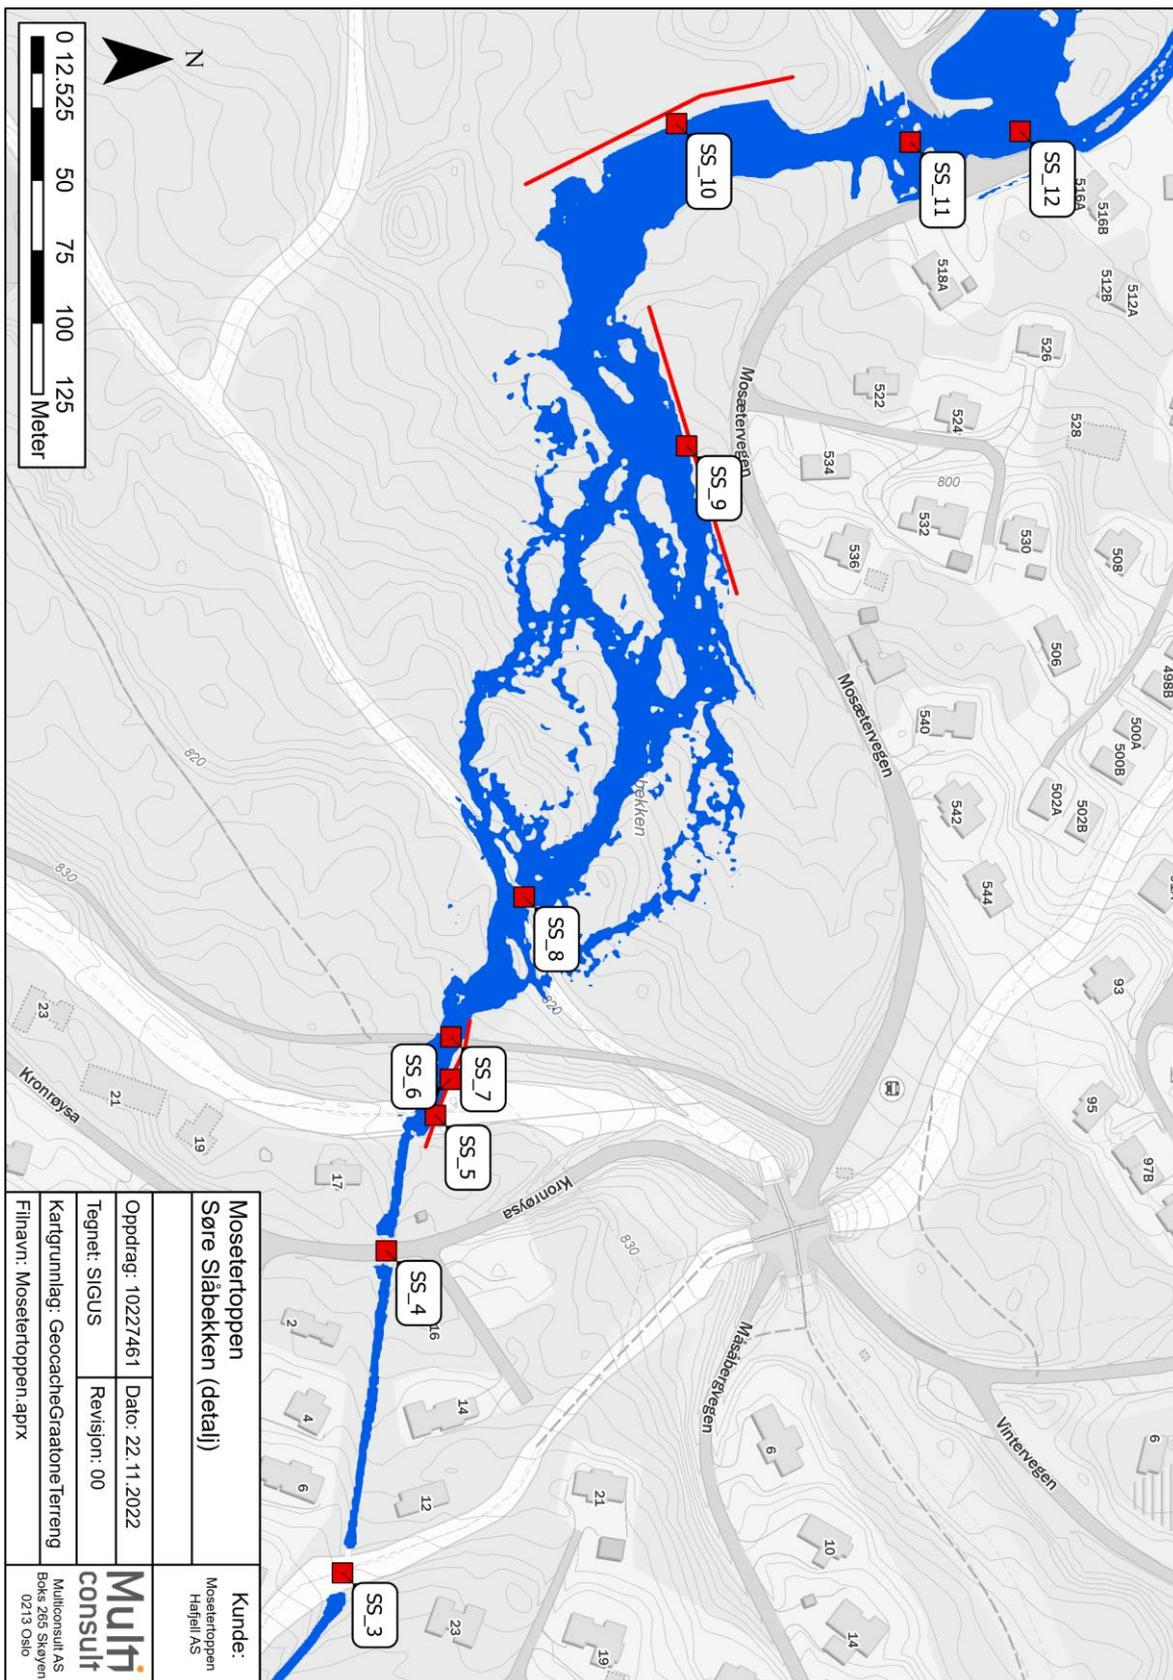 N
0 12.525 50 75 100 125
Meter
SS_12
SS_11
SS_10
SS_9
SS_8
SS_7
SS_6
SS_5
SS_4
SS_3
516A
516B
512A
512B
518A
526
522
524
528
534
532
530
508
536
506
498B
500A
500B
502A
502B
540
542
544
800
Mosætervegen
Mosætervegen
bekken
820
820
830
830
93
95
97B
23
21
19
17
Kronrøysa
Kronrøysa
Måsåbergvegen
Vintervegen
16
2
4
6
14
12
21
23
19
6
10
14
6
Mosetertoppen
Søre Slåbekken (detalj)
Oppdrag: 10227461
Dato: 22.11.2022
Tegnet: SIGUS
Revisjon: 00
Kartgrunnlag: GeocacheGraatoneTerreng
Filnavn: Mosetertoppen.aprx
Kunde:
Mosetertoppen
Hafjell AS
Multi
consult
Multiconsult AS
Boks 265 Skøyen
0213 Oslo